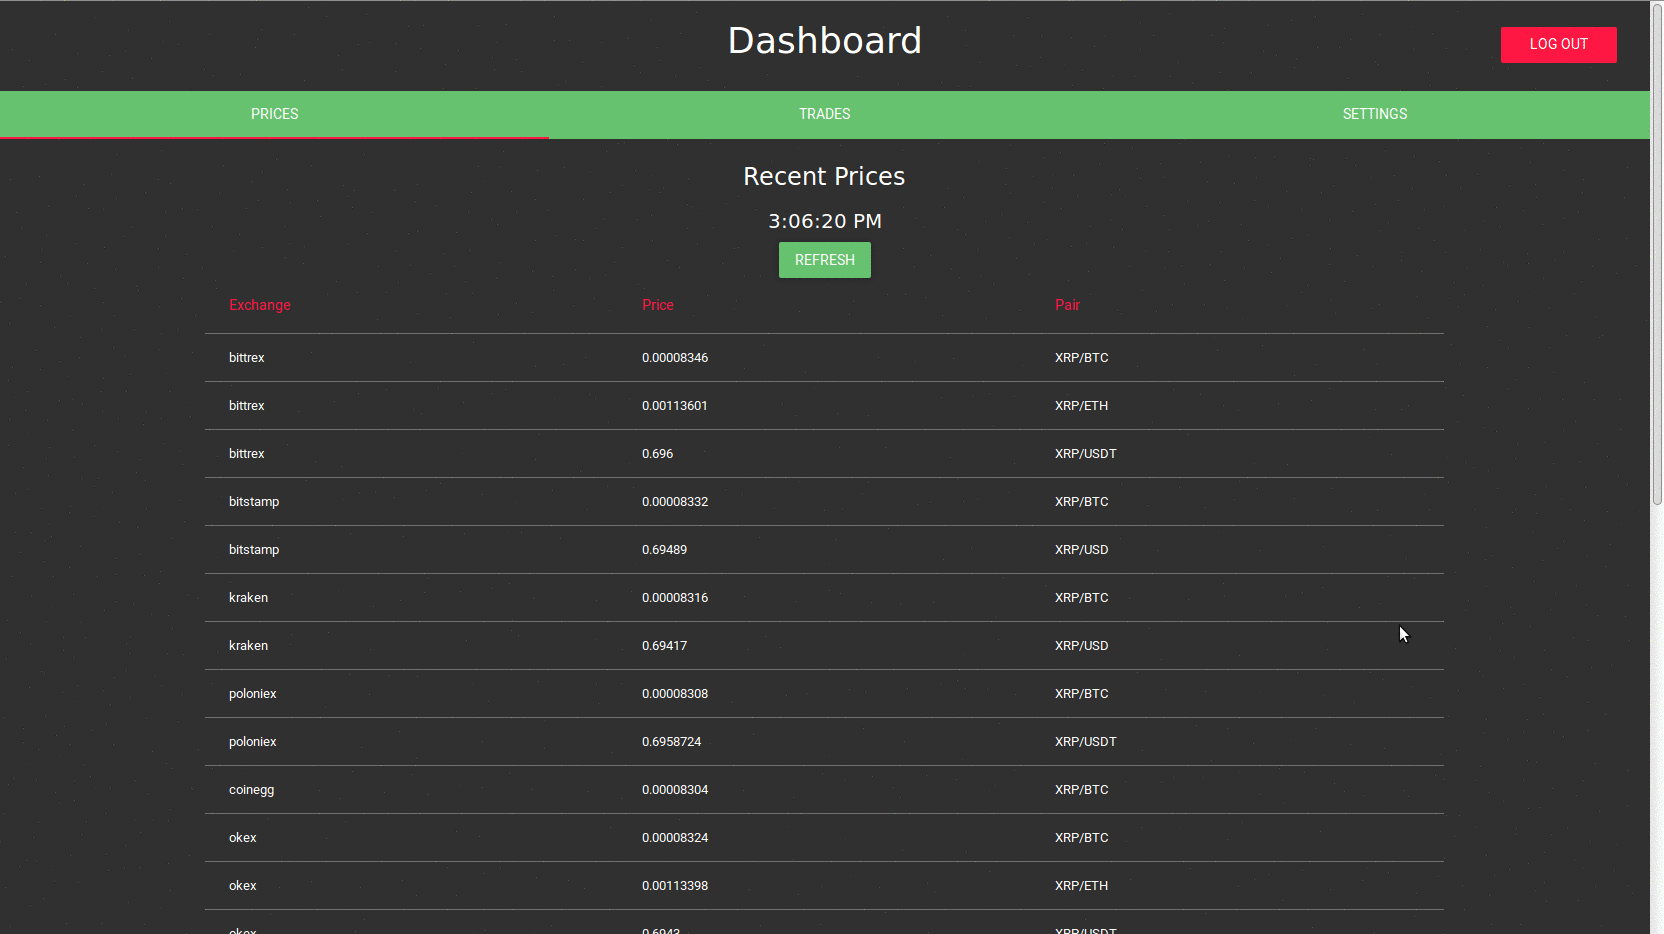 Dashboard
LOG OUT
PRICES TRADES SETTINGS
Recent Prices
3:06:20 PM
REFRESH
Exchange Price Pair
bittrex 0.00008346 XRP/BTC
bittrex 0.00113601 XRP/ETH
bittrex 0.696 XRP/USDT
bitstamp 0.00008332 XRP/BTC
bitstamp 0.69489 XRP/USD
kraken 0.00008316 XRP/BTC
kraken 0.69417 XRP/USD
poloniex 0.00008308 XRP/BTC
poloniex 0.6958724 XRP/USDT
coinegg 0.00008304 XRP/BTC
okex 0.00008324 XRP/BTC
okex 0.00113398 XRP/ETH
okex 0.6943 XRP/USDT